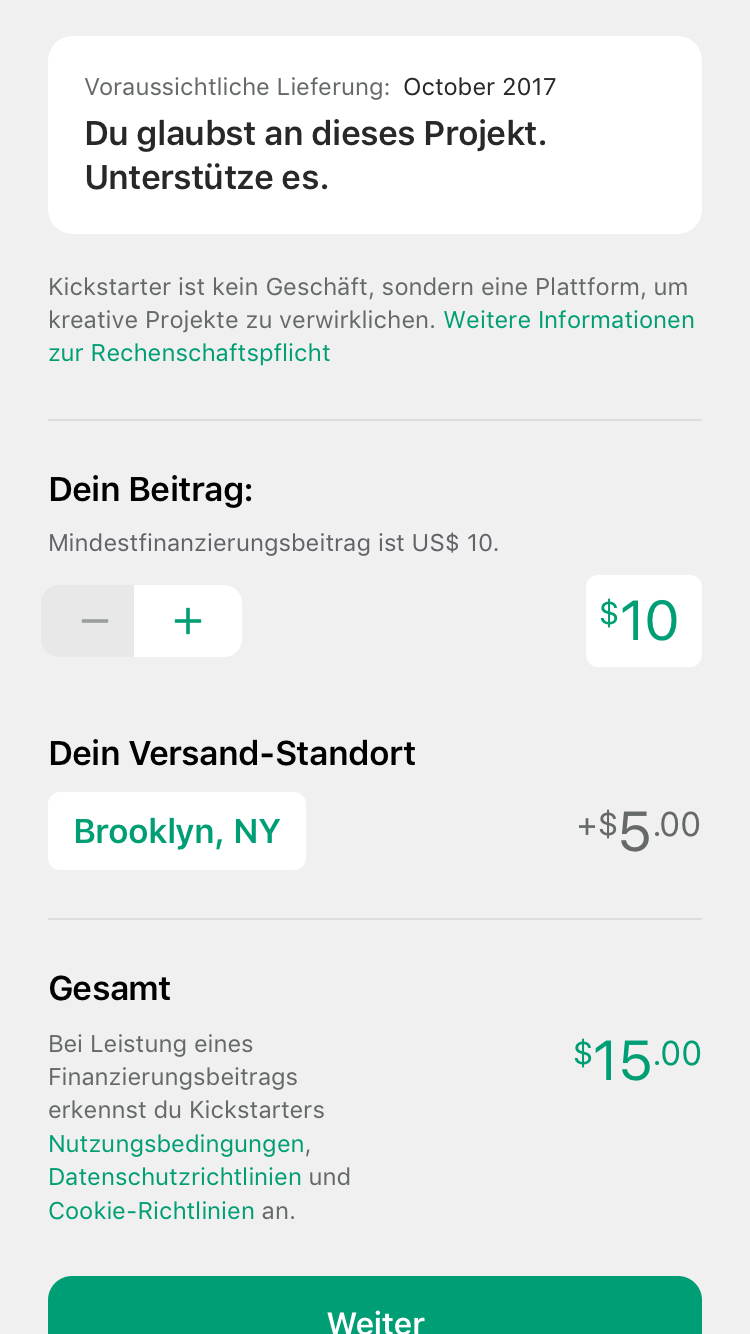 Voraussichtliche Lieferung: October 2017
Du glaubst an dieses Projekt.
Unterstütze es.
Kickstarter ist kein Geschäft, sondern eine Plattform, um
kreative Projekte zu verwirklichen. Weitere Informationen
zur Rechenschaftspflicht
Dein Beitrag:
Mindestfinanzierungsbeitrag ist US$ 10.
− +
$10
Dein Versand-Standort
Brooklyn, NY
+$5.00
Gesamt
$15.00
Bei Leistung eines
Finanzierungsbeitrags
erkennst du Kickstarters
Nutzungsbedingungen,
Datenschutzrichtlinien und
Cookie-Richtlinien an.
Weiter